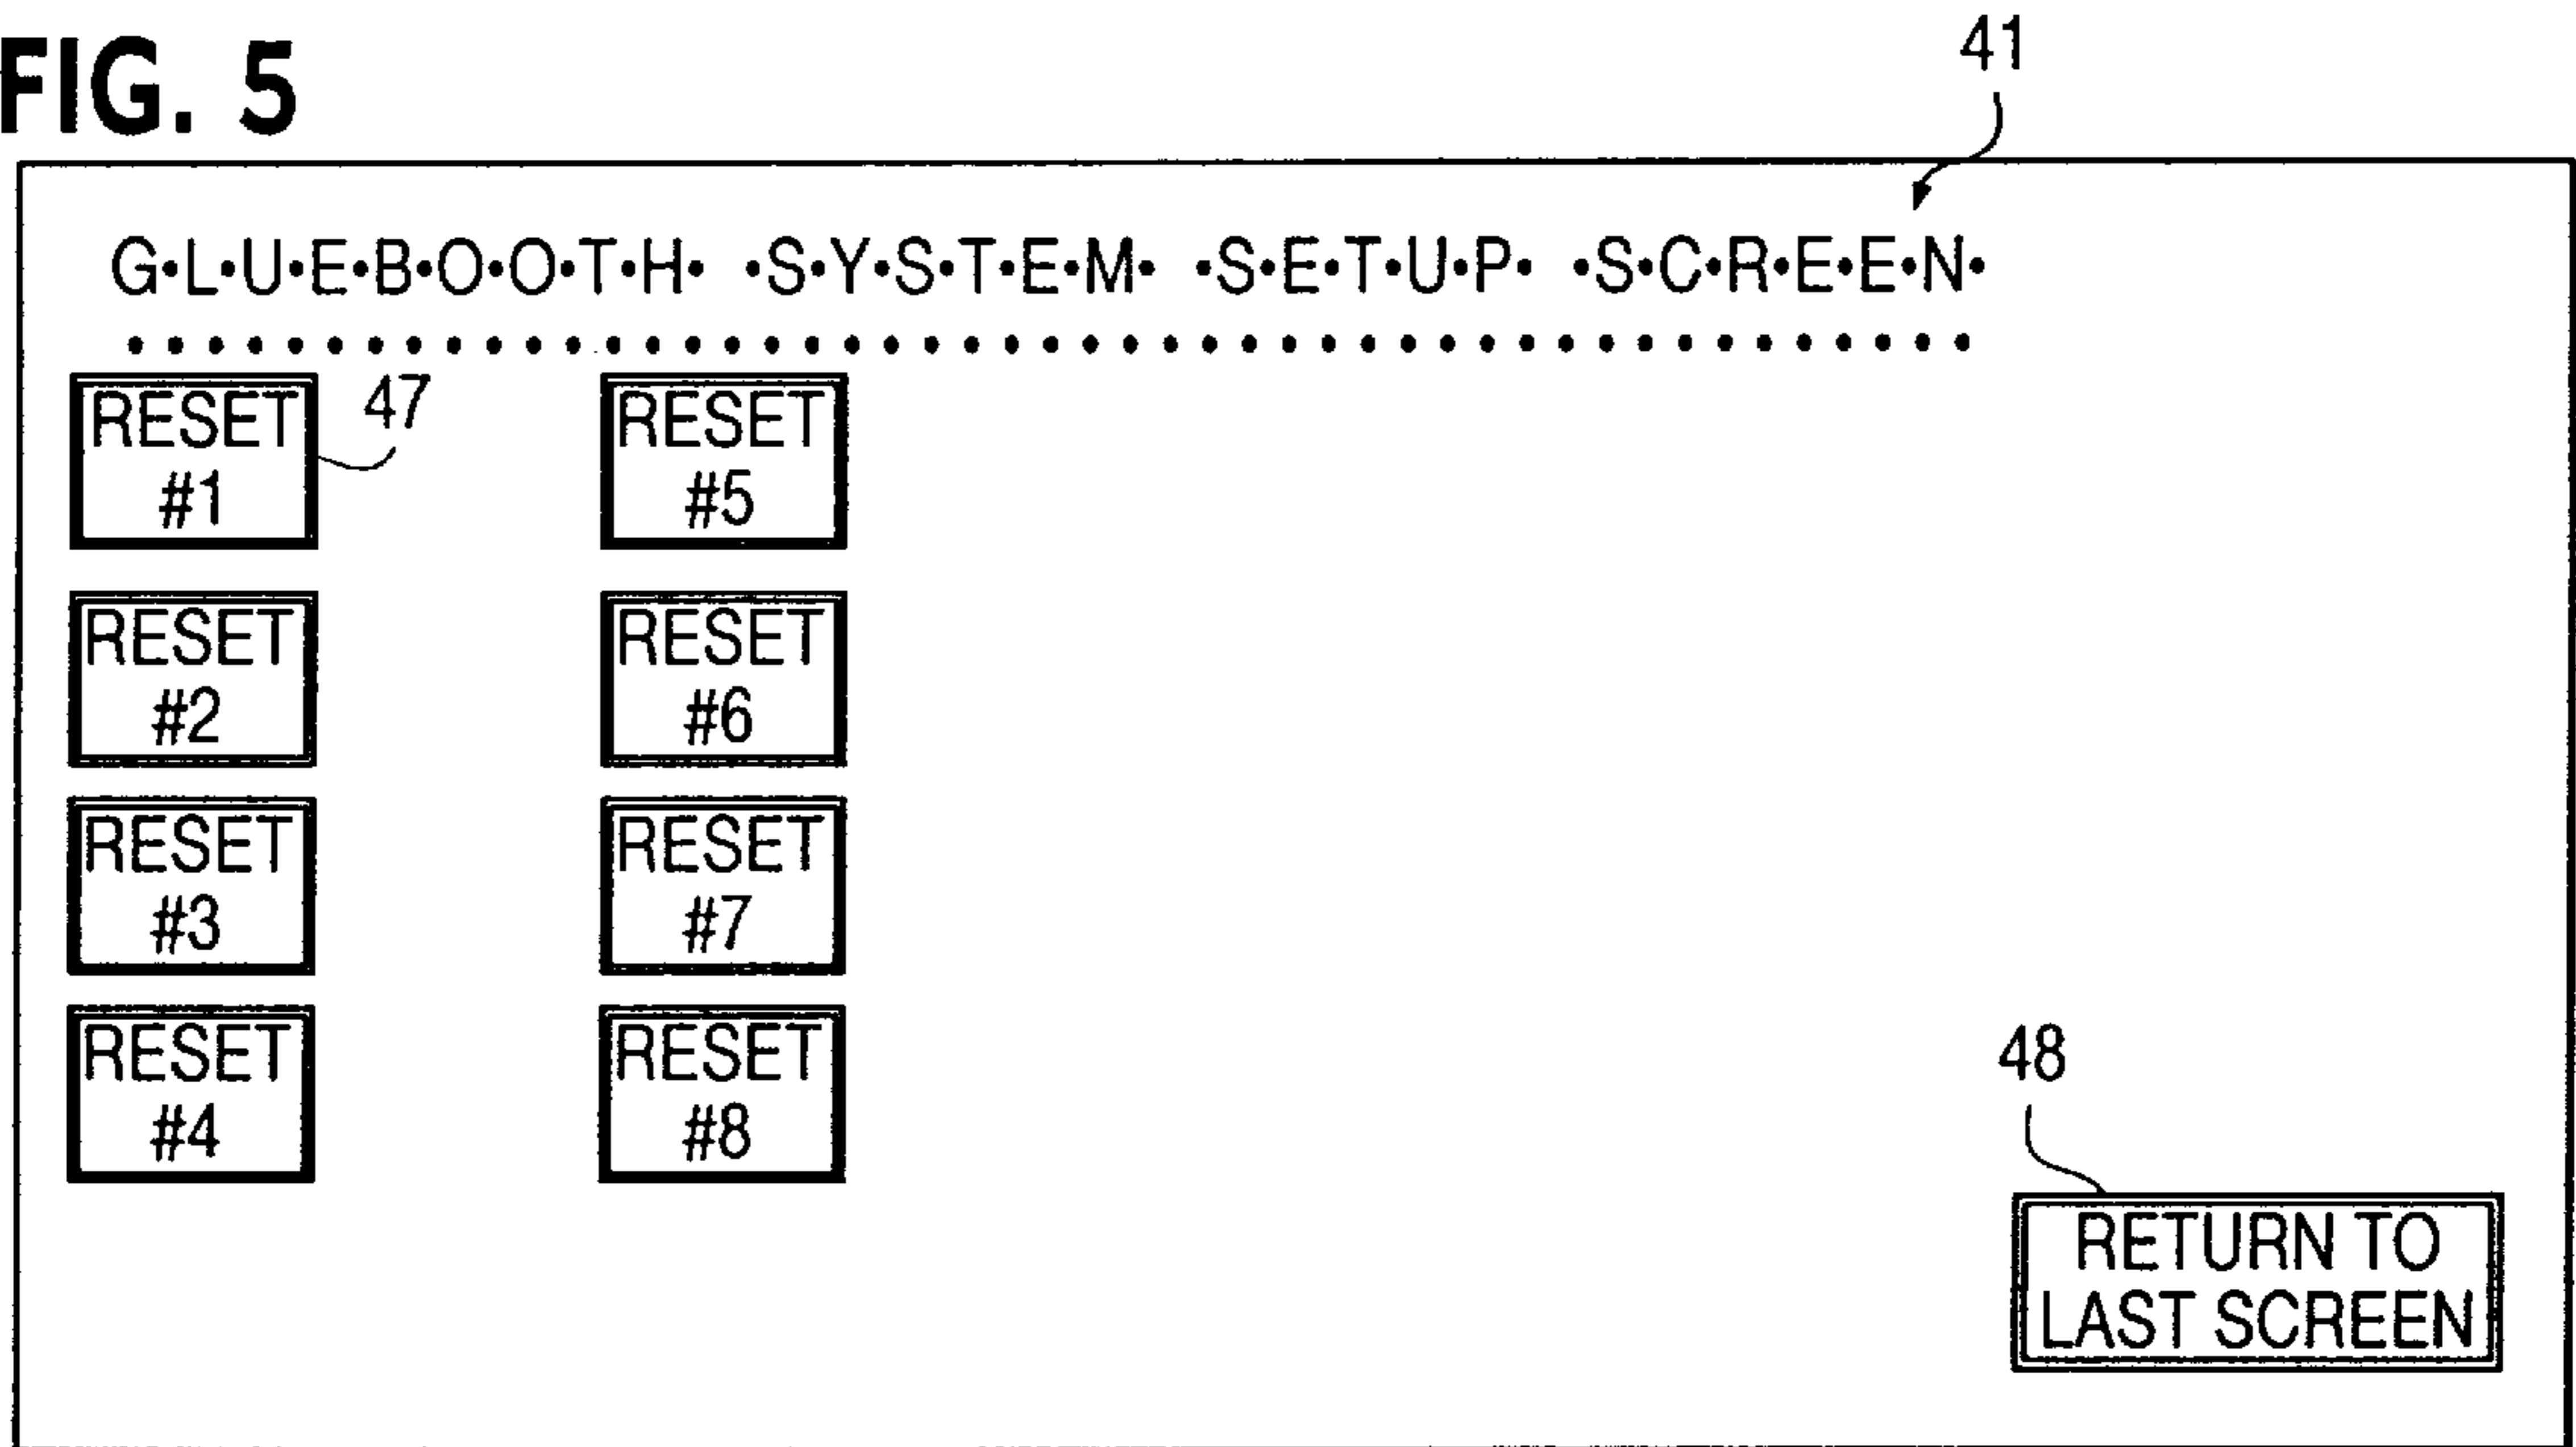 FIG. 5
41
G·L·U·E·B·O·O·T·H· ·S·Y·S·T·E·M· ·S·E·T·U·P· ·S·C·R·E·E·N·
RESET
#1
47
RESET
#5
RESET
#2
RESET
#6
RESET
#3
RESET
#7
RESET
#4
RESET
#8
48
RETURN TO
LAST SCREEN